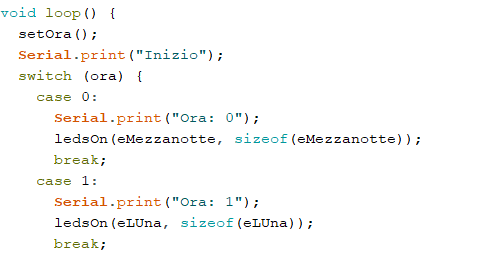 void loop() {
  setOra();
  Serial.print("Inizio");
  switch (ora) {
    case 0:
      Serial.print("Ora: 0");
      ledsOn(eMezzanotte, sizeof(eMezzanotte));
      break;
    case 1:
      Serial.print("Ora: 1");
      ledsOn(eLUna, sizeof(eLUna));
      break;